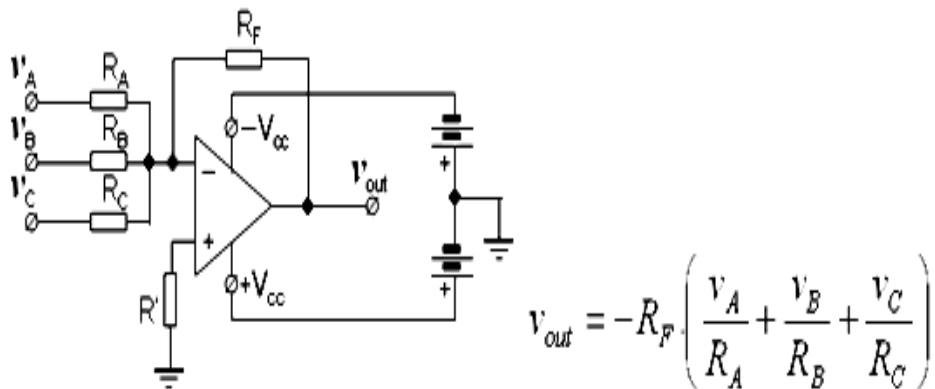 R_F
v_A
R_A
v_B
R_B
v_C
R_C
−V_cc
+
−
v_out
+
+
+V_cc
R'
v_out = −R_F.(v_A/R_A + v_B/R_B + v_C/R_C)